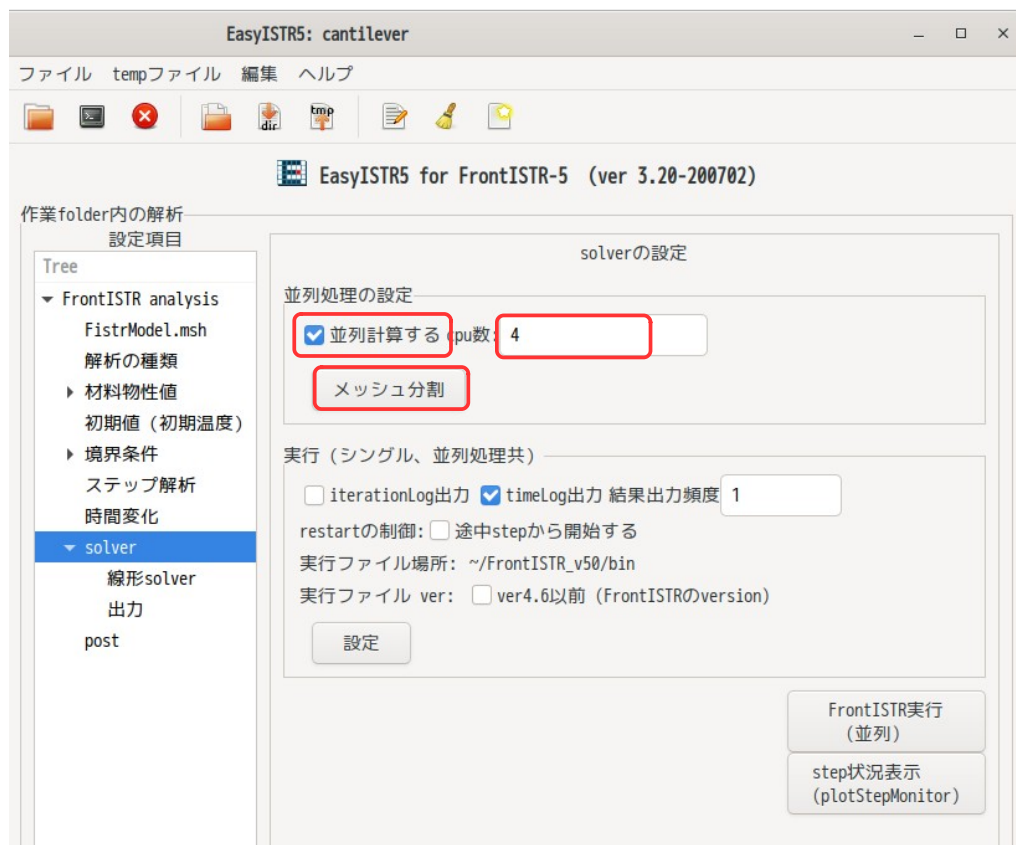 EasyISTR5: cantilever
ファイル tempファイル 編集 ヘルプ
dir tmp
EasyISTR5 for FrontISTR-5 (ver 3.20-200702)
作業folder内の解析
設定項目
Tree
FrontISTR analysis
FistrModel.msh
解析の種類
材料物性値
初期値（初期温度）
境界条件
ステップ解析
時間変化
solver
線形solver
出力
post
solverの設定
並列処理の設定
並列計算する cpu数: 4
メッシュ分割
実行（シングル、並列処理共）
iterationLog出力 timeLog出力 結果出力頻度 1
restartの制御: 途中stepから開始する
実行ファイル場所: ~/FrontISTR_v50/bin
実行ファイル ver: ver4.6以前（FrontISTRのversion）
設定
FrontISTR実行
（並列）
step状況表示
(plotStepMonitor)